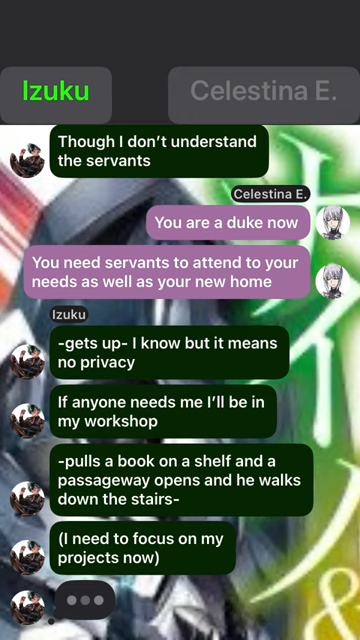 Izuku
Celestina E.
Though I don't understand
the servants
Celestina E.
You are a duke now
You need servants to attend to your
needs as well as your new home
Izuku
-gets up- I know but it means
no privacy
If anyone needs me I'll be in
my workshop
-pulls a book on a shelf and a
passageway opens and he walks
down the stairs-
(I need to focus on my
projects now)
&